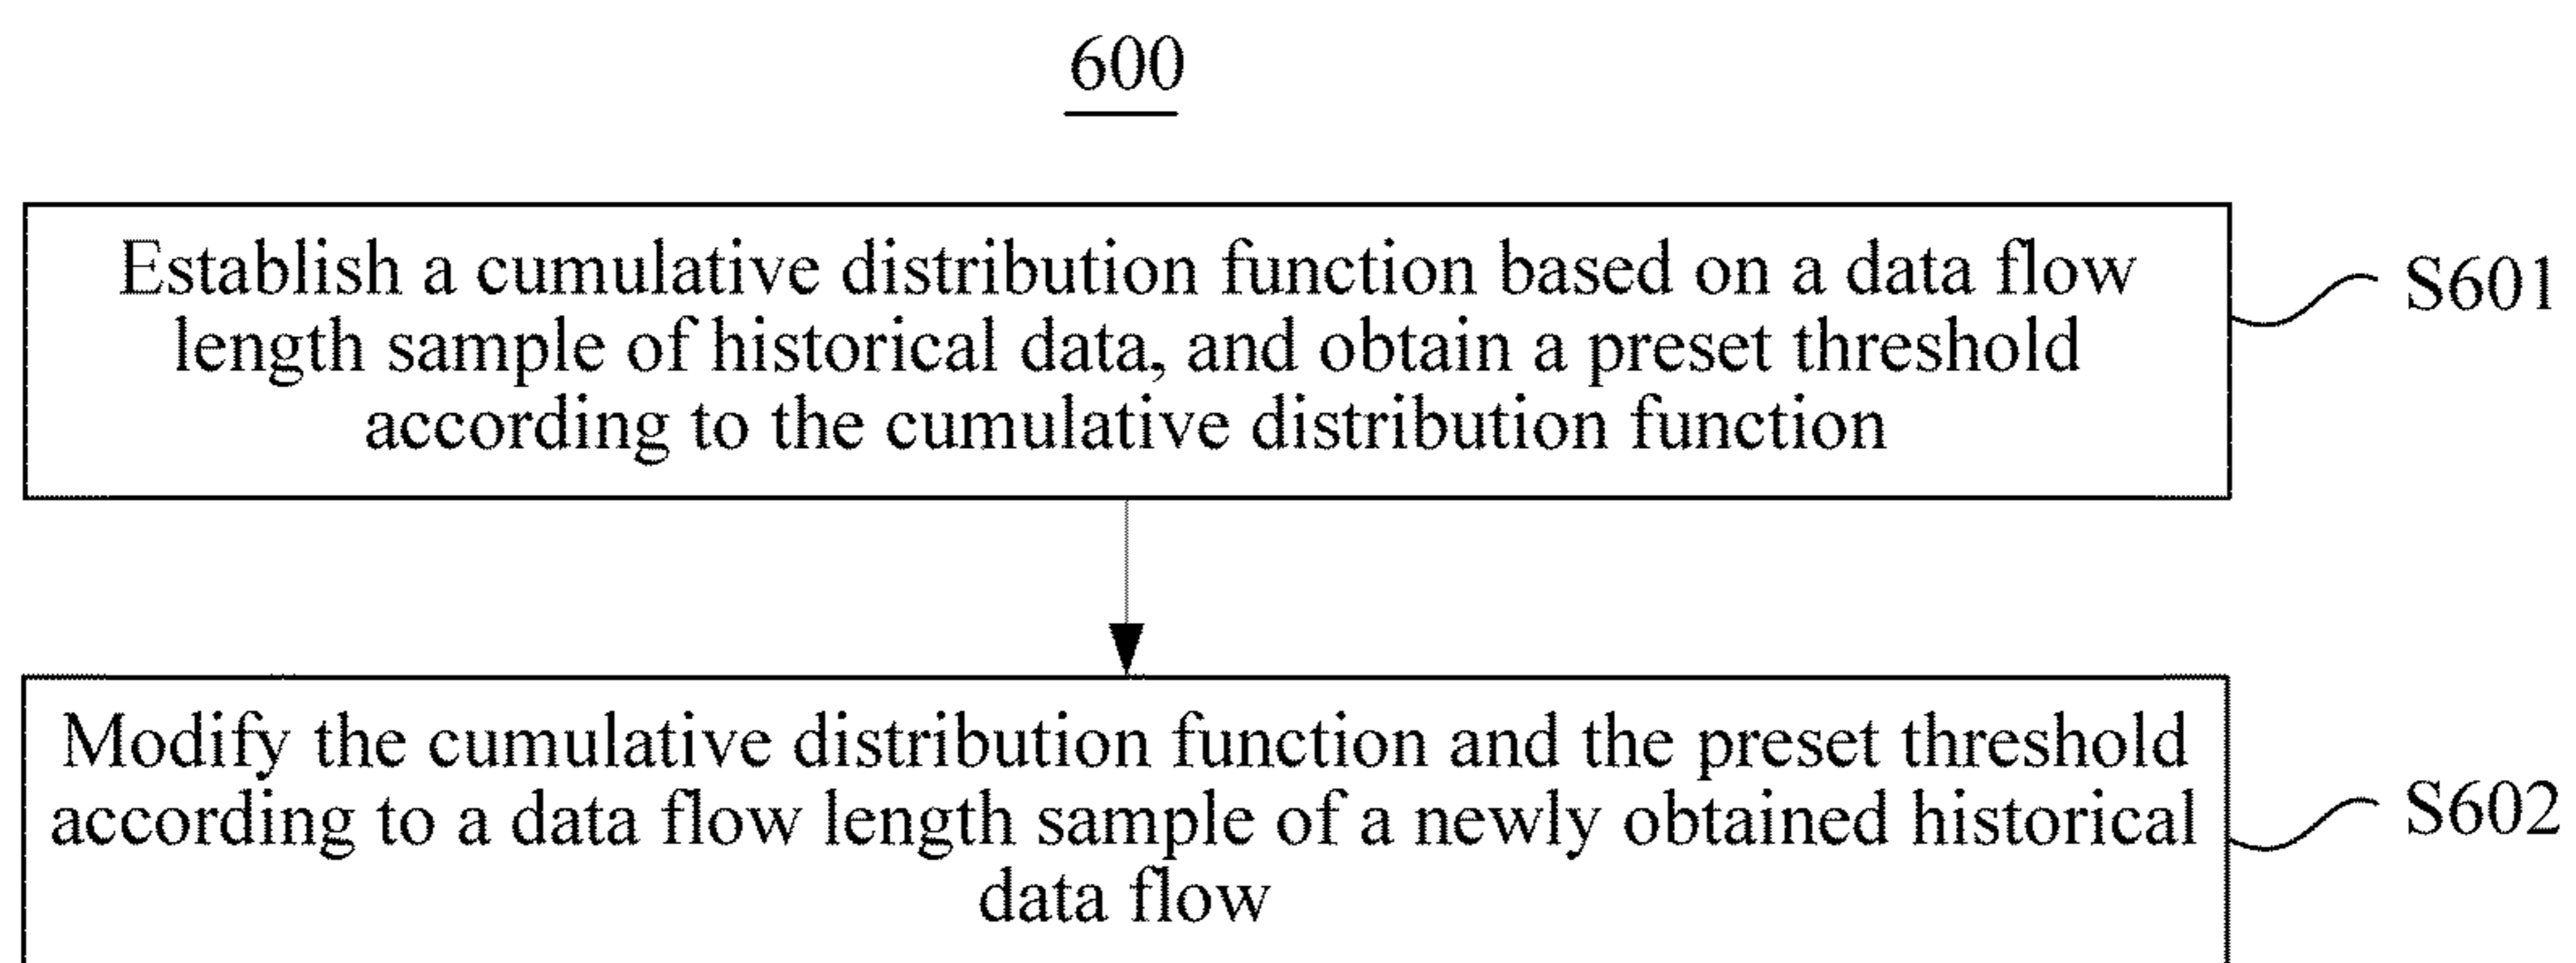 600
Establish a cumulative distribution function based on a data flow
length sample of historical data, and obtain a preset threshold
according to the cumulative distribution function
S601
Modify the cumulative distribution function and the preset threshold
according to a data flow length sample of a newly obtained historical
data flow
S602